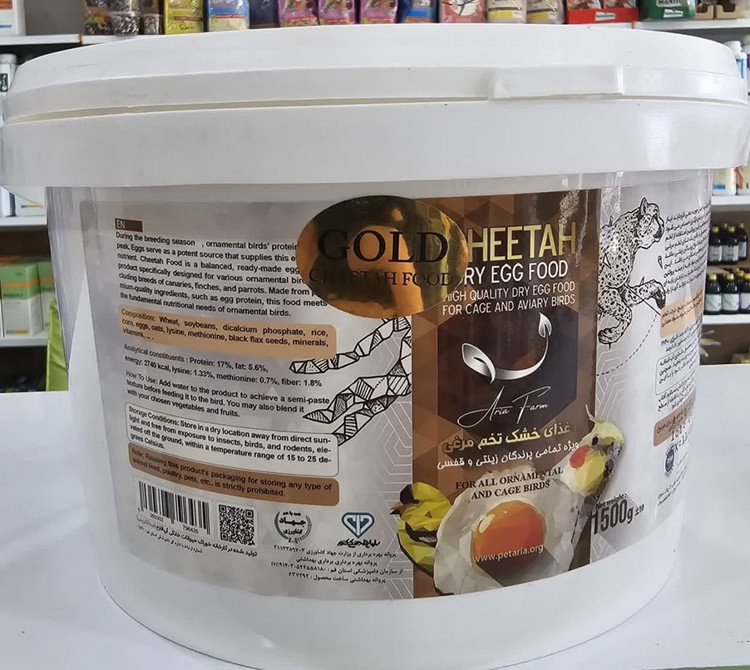 EN
During the breeding season , ornamental birds' protein
peak. Eggs serve as a potent source that supplies this e
nutrient. Cheetah Food is a balanced, ready-made egg
product specifically designed for various ornamental bird
cluding breeds of canaries, finches, and parrots. Made from
mium-quality ingredients, such as egg protein, this food meets
the fundamental nutritional needs of ornamental birds.
Composition: Wheat, soybeans, dicalcium phosphate, rice,
corn, eggs, oats, lysine, methionine, black flax seeds, minerals,
vitamins, ...
Analytical constituents : Protein: 17%, fat: 5.6%,
energy: 2740 kcal, lysine: 1.33%, methionine: 0.7%, fiber: 1.8%
How To Use: Add water to the product to achieve a semi-paste
texture before feeding it to the bird. You may also blend it
with your chosen vegetables and fruits.
Storage Conditions: Store in a dry location away from direct sun-
light and free from exposure to insects, birds, and rodents, ele-
vated off the ground, within a temperature range of 15 to 25 de-
grees Celsius.
Note: Reusing this product's packaging for storing any type of
animal food, poultry, pets, etc., is strictly prohibited.
جهاد
کشاورزی
GOLD
CHEETAH FOOD
HEETAH
RY EGG FOOD
HIGH QUALITY DRY EGG FOOD
FOR CAGE AND AVIARY BIRDS
Aria Farm
غذای خشک تخم مرغی
ویژه تمامی پرندگان زینتی و قفسی
FOR ALL ORNAMENTAL
AND CAGE BIRDS
www.petaria.org
Net weight:
1500g